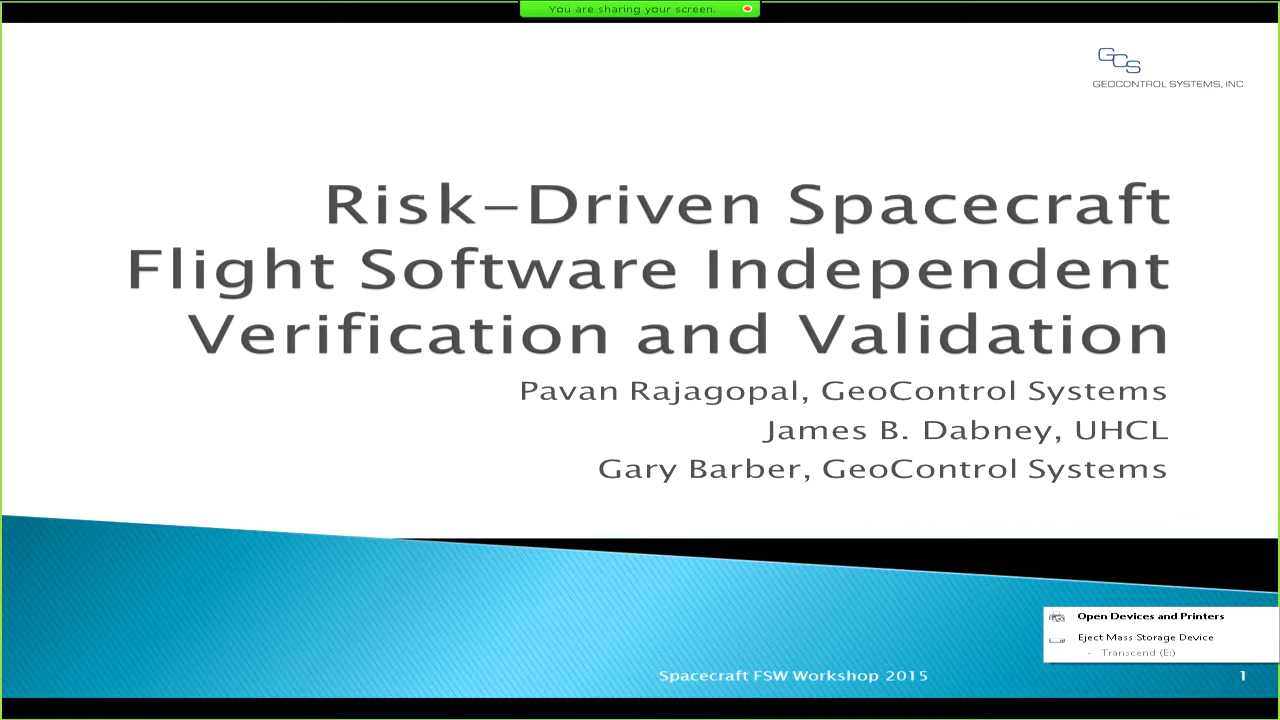 You are sharing your screen.
GCS
GEOCONTROL SYSTEMS, INC.
Risk-Driven Spacecraft
Flight Software Independent
Verification and Validation
Pavan Rajagopal, GeoControl Systems
James B. Dabney, UHCL
Gary Barber, GeoControl Systems
Open Devices and Printers
Eject Mass Storage Device
- Transcend (E:)
Spacecraft FSW Workshop 2015
1